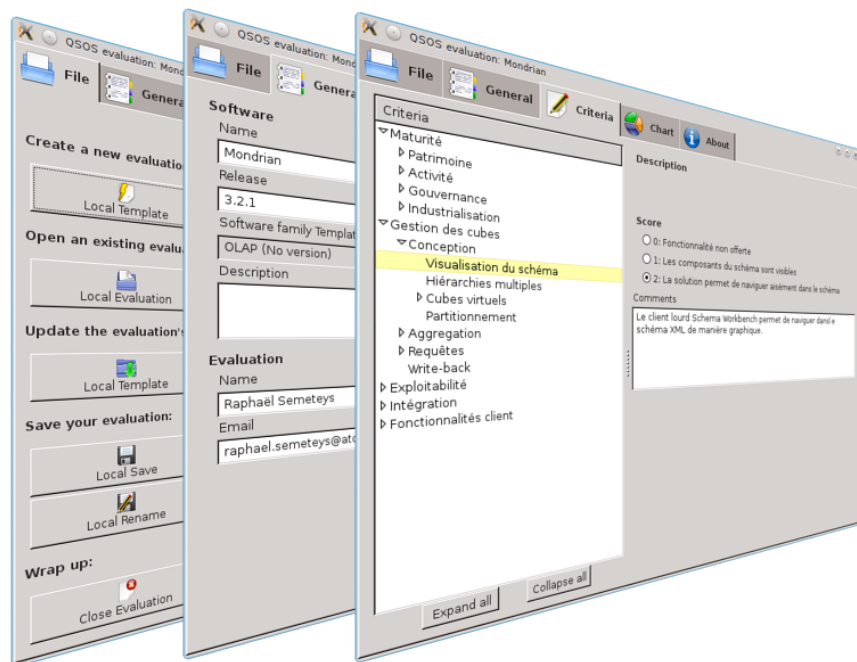 QSOS evaluation: Mond
File
General
Create a new evaluation
Local Template
Open an existing evalu
Local Evaluation
Update the evaluation's
Local Template
Save your evaluation:
Local Save
Local Rename
Wrap up:
Close Evaluation
QSOS evaluation: Mondrian
File
Genera
Software
Name
Mondrian
Release
3.2.1
Software family Templat
OLAP (No version)
Description
Evaluation
Name
Raphaël Semeteys
Email
raphael.semeteys@ato
QSOS evaluation: Mondrian
File
General
Criteria
Chart
About
Criteria
Maturité
Patrimoine
Activité
Gouvernance
Industrialisation
Gestion des cubes
Conception
Visualisation du schéma
Hiérarchies multiples
Cubes virtuels
Partitionnement
Aggregation
Requêtes
Write-back
Exploitabilité
Intégration
Fonctionnalités client
Expand all
Collapse all
Description
Score
0: Fonctionalité non offerte
1: Les composants du schéma sont visibles
2: La solution permet de naviguer aisément dans le schéma
Comments
Le client lourd Schema Workbench permet de naviguer dansl e
schéma XML de manière graphique.